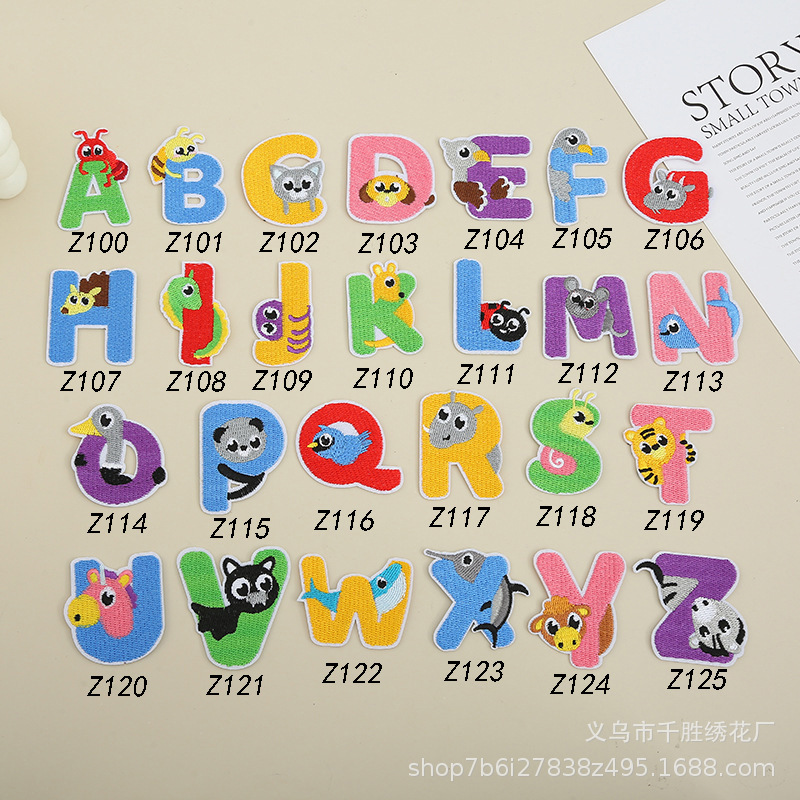 STORY
SMALL TOWN
A B C D E F G
Z100 Z101 Z102 Z103 Z104 Z105 Z106
H I J K L M N
Z107 Z108 Z109 Z110 Z111 Z112 Z113
O P Q R S T
Z114 Z115 Z116 Z117 Z118 Z119
U V W X Y Z
Z120 Z121 Z122 Z123 Z124 Z125
义乌市千胜绣花厂
shop7b6i27838z495.1688.com